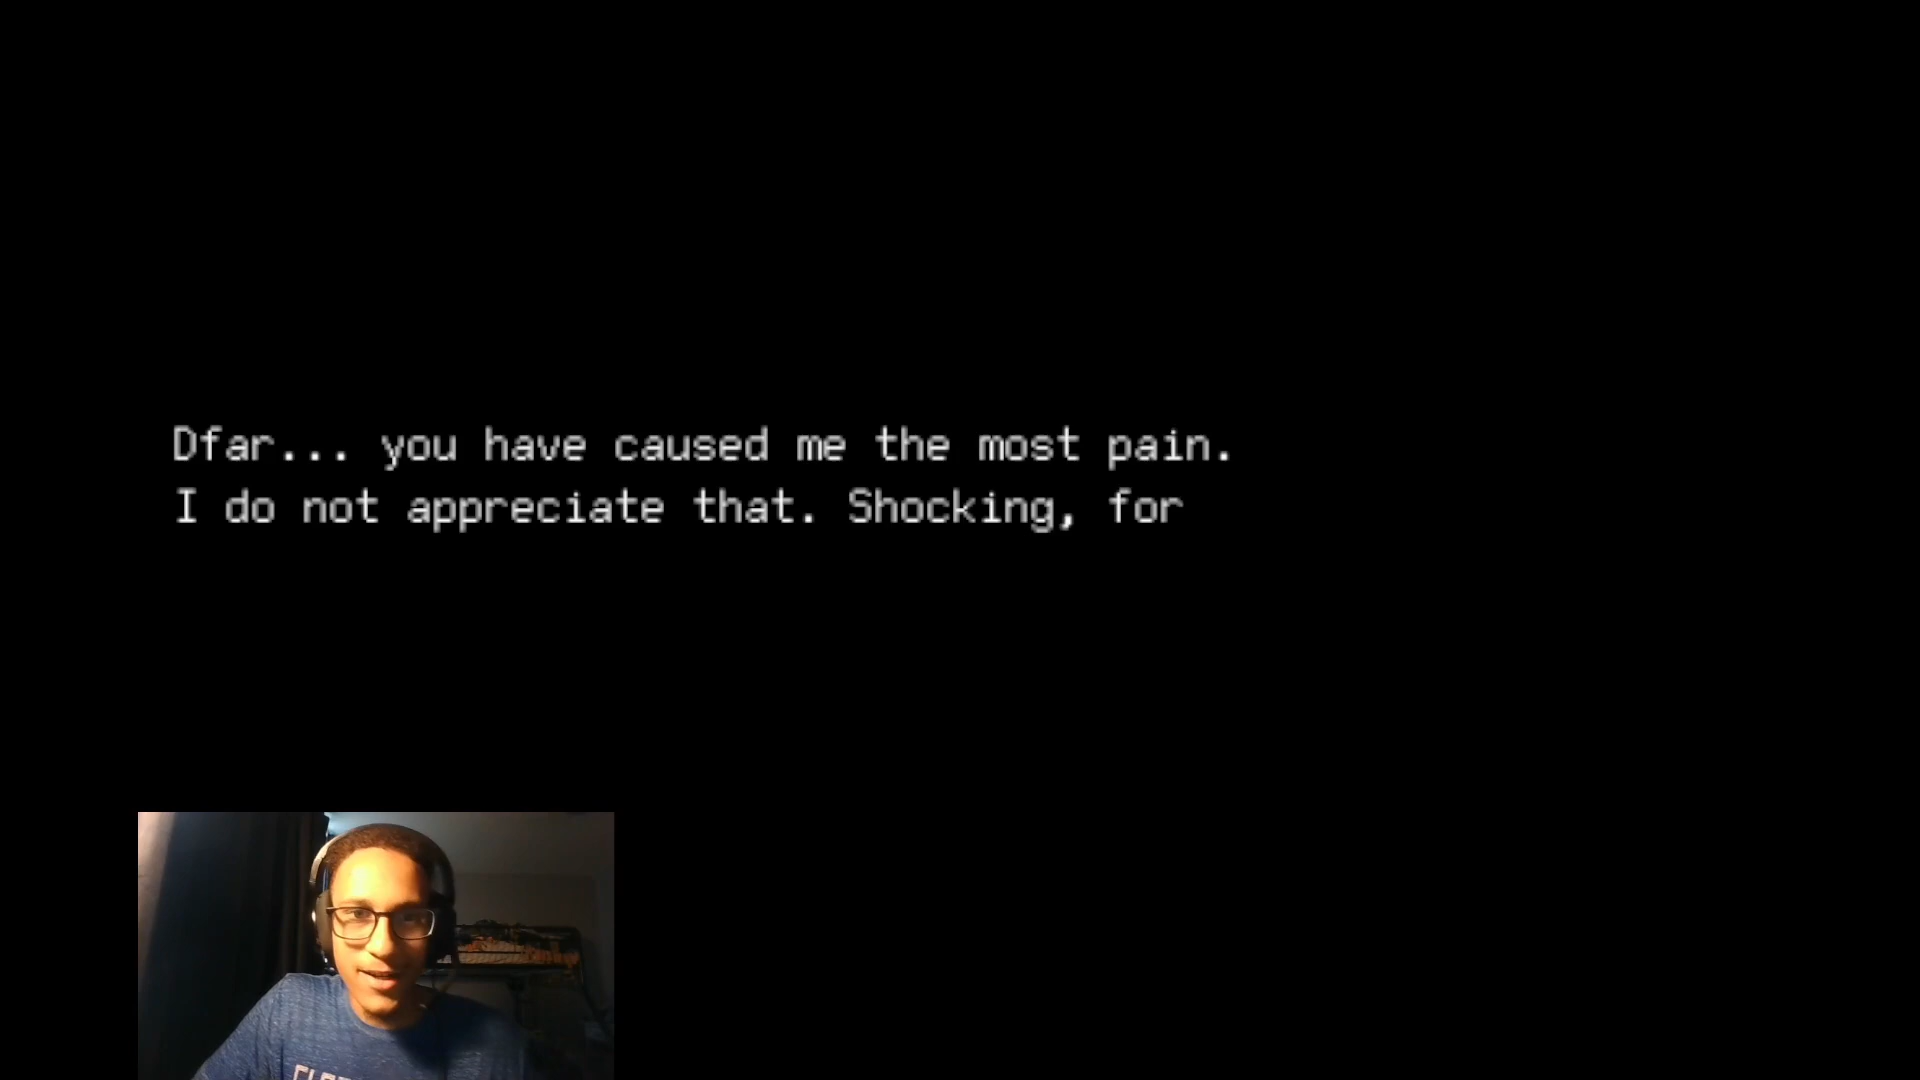 Dfar... you have caused me the most pain.
I do not appreciate that. Shocking, for